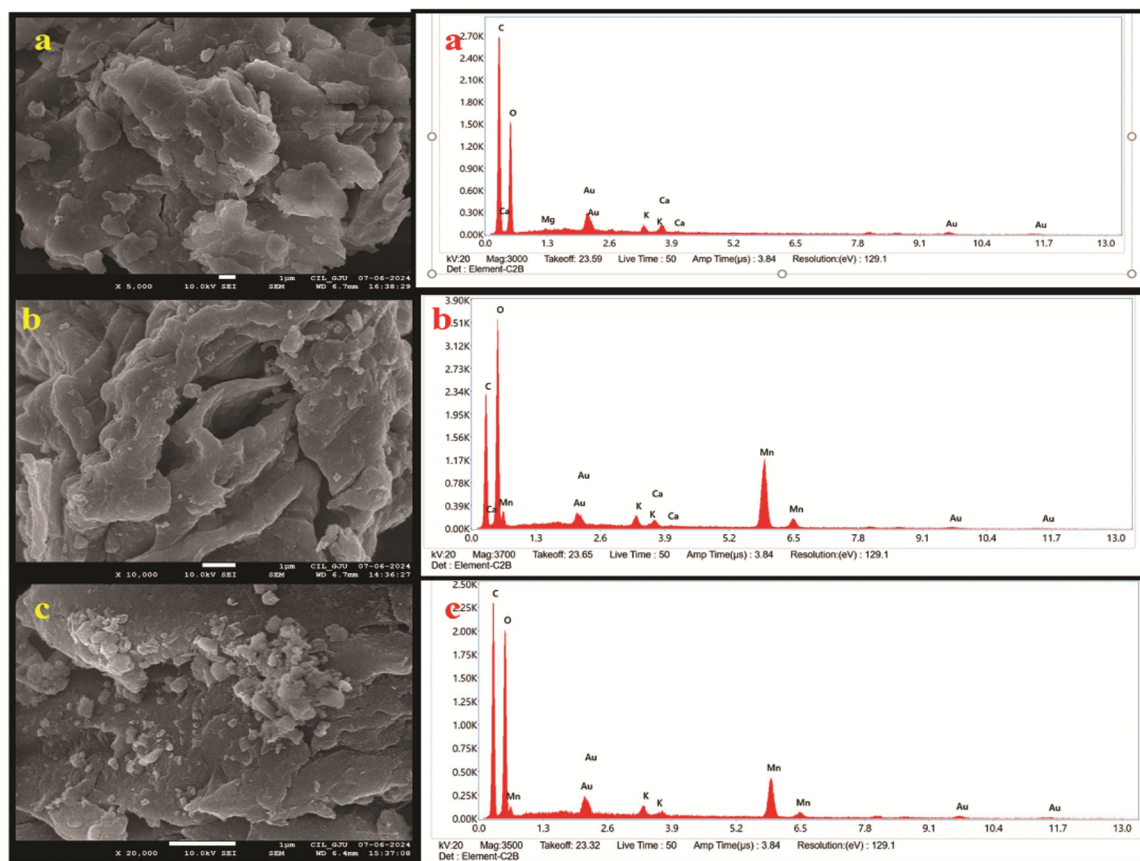 a
1µm CIL_GJU 07-06-2024
X 5,000 10.0kV SEI SEM WD 6.7mm 16:38:29
a
C
2.70K
2.40K
2.10K
1.80K
O
1.50K
1.20K
0.90K
0.60K
Au
Ca
0.30K
Ca Mg Au K K Ca Au Au
0.00K
0.0 1.3 2.6 3.9 5.2 6.5 7.8 9.1 10.4 11.7 13.0
kV:20 Mag:3000 Takeoff: 23.59 Live Time : 50 Amp Time(µs) : 3.84 Resolution:(eV) : 129.1
Det : Element-C2B
b
1µm CIL_GJU 07-06-2024
X 10,000 10.0kV SEI SEM WD 6.7mm 14:36:27
b
3.90K
O
3.51K
3.12K
2.73K
C
2.34K
1.95K
1.56K
Mn
1.17K
0.78K
Au
Ca
0.39K
Ca Mn Au K K Ca Mn Au Au
0.00K
0.0 1.3 2.6 3.9 5.2 6.5 7.8 9.1 10.4 11.7 13.0
kV:20 Mag:3700 Takeoff: 23.65 Live Time : 50 Amp Time(µs) : 3.84 Resolution:(eV) : 129.1
Det : Element-C2B
c
1µm CIL_GJU 07-06-2024
X 20,000 10.0kV SEI SEM WD 6.4mm 15:37:08
c
2.50K
C
2.25K
O
2.00K
1.75K
1.50K
1.25K
1.00K
0.75K
Au
Mn
0.50K
0.25K
Mn Au K K Mn Au Au
0.00K
0.0 1.3 2.6 3.9 5.2 6.5 7.8 9.1 10.4 11.7 13.0
kV:20 Mag:3500 Takeoff: 23.32 Live Time : 50 Amp Time(µs) : 3.84 Resolution:(eV) : 129.1
Det : Element-C2B